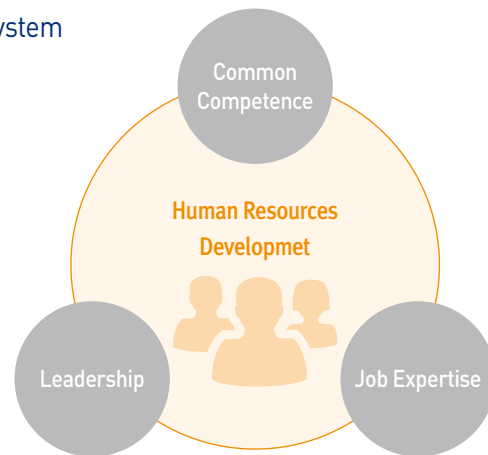 ystem
Common
Competence
Human Resources
Developmet
Leadership
Job Expertise